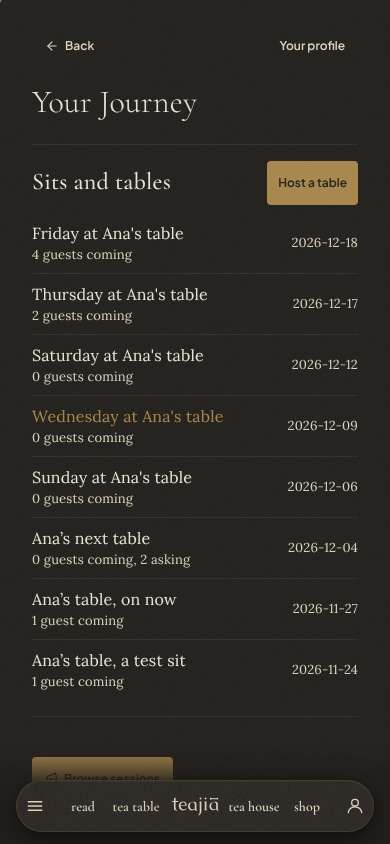 Back
Your profile
Your Journey
Sits and tables
Host a table
Friday at Ana's table
4 guests coming
2026-12-18
Thursday at Ana's table
2 guests coming
2026-12-17
Saturday at Ana's table
0 guests coming
2026-12-12
Wednesday at Ana's table
0 guests coming
2026-12-09
Sunday at Ana's table
0 guests coming
2026-12-06
Ana’s next table
0 guests coming, 2 asking
2026-12-04
Ana’s table, on now
1 guest coming
2026-11-27
Ana’s table, a test sit
1 guest coming
2026-11-24
Browse sessions
read
tea table
teajiā
tea house
shop